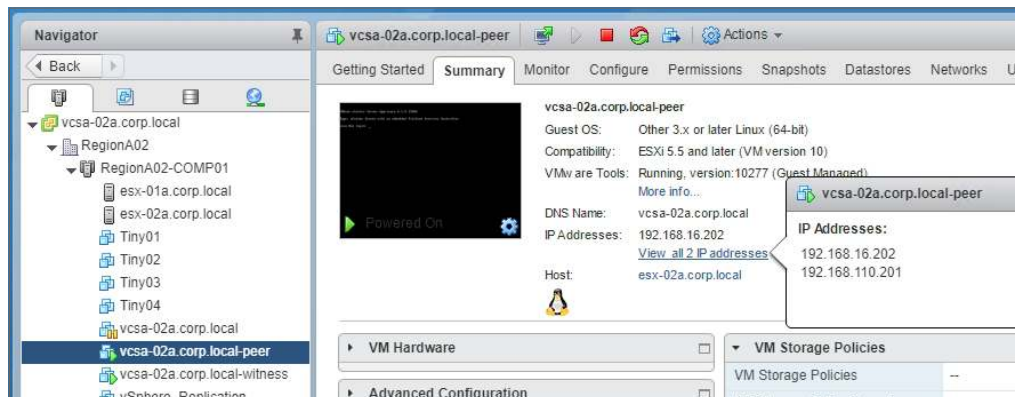 Navigator
Back
vcsa-02a.corp.local
RegionA02
RegionA02-COMP01
esx-01a.corp.local
esx-02a.corp.local
Tiny01
Tiny02
Tiny03
Tiny04
vcsa-02a.corp.local
vcsa-02a.corp.local-peer
vcsa-02a.corp.local-witness
vSphere Replication
vcsa-02a.corp.local-peer Actions
Getting Started Summary Monitor Configure Permissions Snapshots Datastores Networks U
Powered On
vcsa-02a.corp.local-peer
Guest OS: Other 3.x or later Linux (64-bit)
Compatibility: ESXi 5.5 and later (VM version 10)
VMware Tools: Running, version:10277 (Guest Managed)
More info...
DNS Name: vcsa-02a.corp.local
IP Addresses: 192.168.16.202
View all 2 IP addresses
Host: esx-02a.corp.local
vcsa-02a.corp.local-peer
IP Addresses:
192.168.16.202
192.168.110.201
VM Hardware
Advanced Configuration
VM Storage Policies
VM Storage Policies --